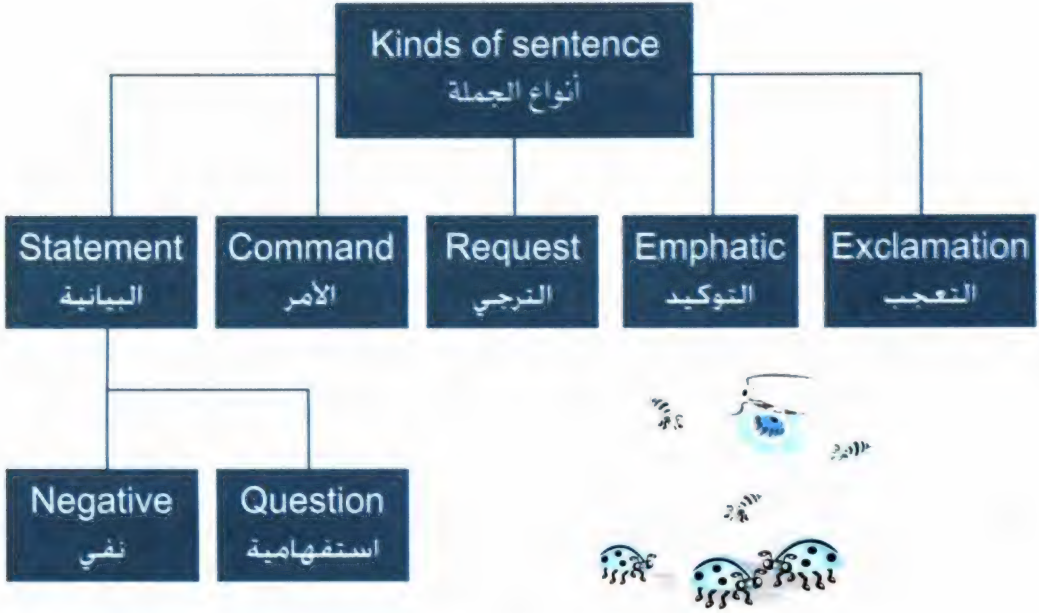 Kinds of sentence
أنواع الجملة
Statement
البيانية
Command
الأمر
Request
الترجي
Emphatic
التوكيد
Exclamation
التعجب
Negative
نفي
Question
استفهامية